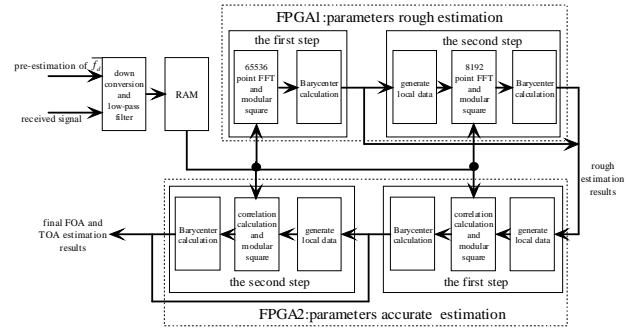 FPGA1:parameters rough estimation
the first step
the second step
pre-estimation of f_d
down
conversion
and
low-pass
filter
received signal
RAM
65536
point FFT
and
modular
square
Barycenter
calculation
generate
local data
8192
point FFT
and
modular
square
Barycenter
calculation
rough
estimation
results
final FOA and
TOA estimation
results
Barycenter
calculation
correlation
calculation
and
modular
square
generate
local data
the second step
Barycenter
calculation
correlation
calculation
and
modular
square
generate
local data
the first step
FPGA2:parameters accurate estimation